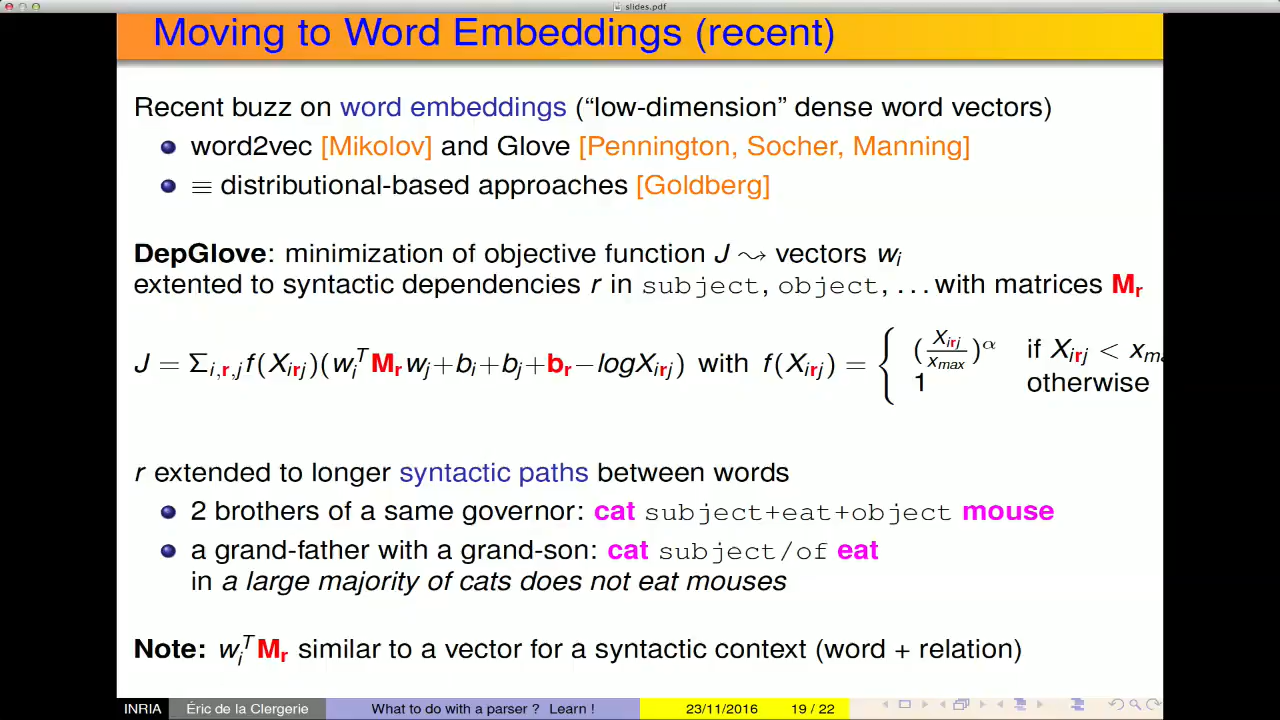 slides.pdf
Moving to Word Embeddings (recent)
Recent buzz on word embeddings (“low-dimension” dense word vectors)
word2vec [Mikolov] and Glove [Pennington, Socher, Manning]
≡ distributional-based approaches [Goldberg]
DepGlove: minimization of objective function J ⇝ vectors w_i
extented to syntactic dependencies r in subject, object, ... with matrices M_r
J = Σ_{i,r,j} f(X_{irj})(w_i^T M_r w_j+b_i+b_j+b_r−logX_{irj}) with f(X_{irj}) = { (X_{irj}/x_{max})^α if X_{irj} < x_{ma
1 otherwise
r extended to longer syntactic paths between words
2 brothers of a same governor: cat subject+eat+object mouse
a grand-father with a grand-son: cat subject/of eat
in a large majority of cats does not eat mouses
Note: w_i^T M_r similar to a vector for a syntactic context (word + relation)
INRIA Éric de la Clergerie What to do with a parser ? Learn ! 23/11/2016 19 / 22